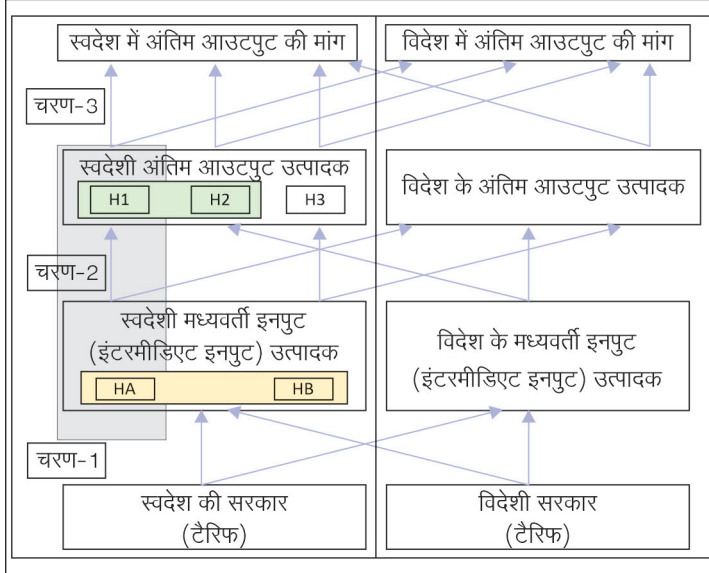 स्वदेश में अंतिम आउटपुट की मांग
विदेश में अंतिम आउटपुट की मांग
चरण-3
स्वदेशी अंतिम आउटपुट उत्पादक
H1
H2
H3
विदेश के अंतिम आउटपुट उत्पादक
चरण-2
स्वदेशी मध्यवर्ती इनपुट
(इंटरमीडिएट इनपुट) उत्पादक
HA
HB
विदेश के मध्यवर्ती इनपुट
(इंटरमीडिएट इनपुट) उत्पादक
चरण-1
स्वदेश की सरकार
(टैरिफ)
विदेशी सरकार
(टैरिफ)